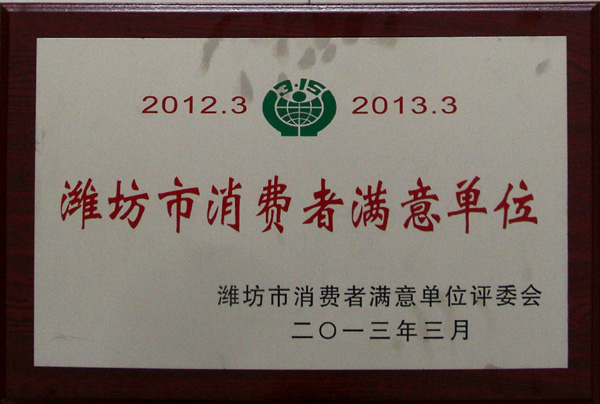 2012.3 3·15 2013.3
潍坊市消费者满意单位
潍坊市消费者满意单位评委会
二〇一三年三月